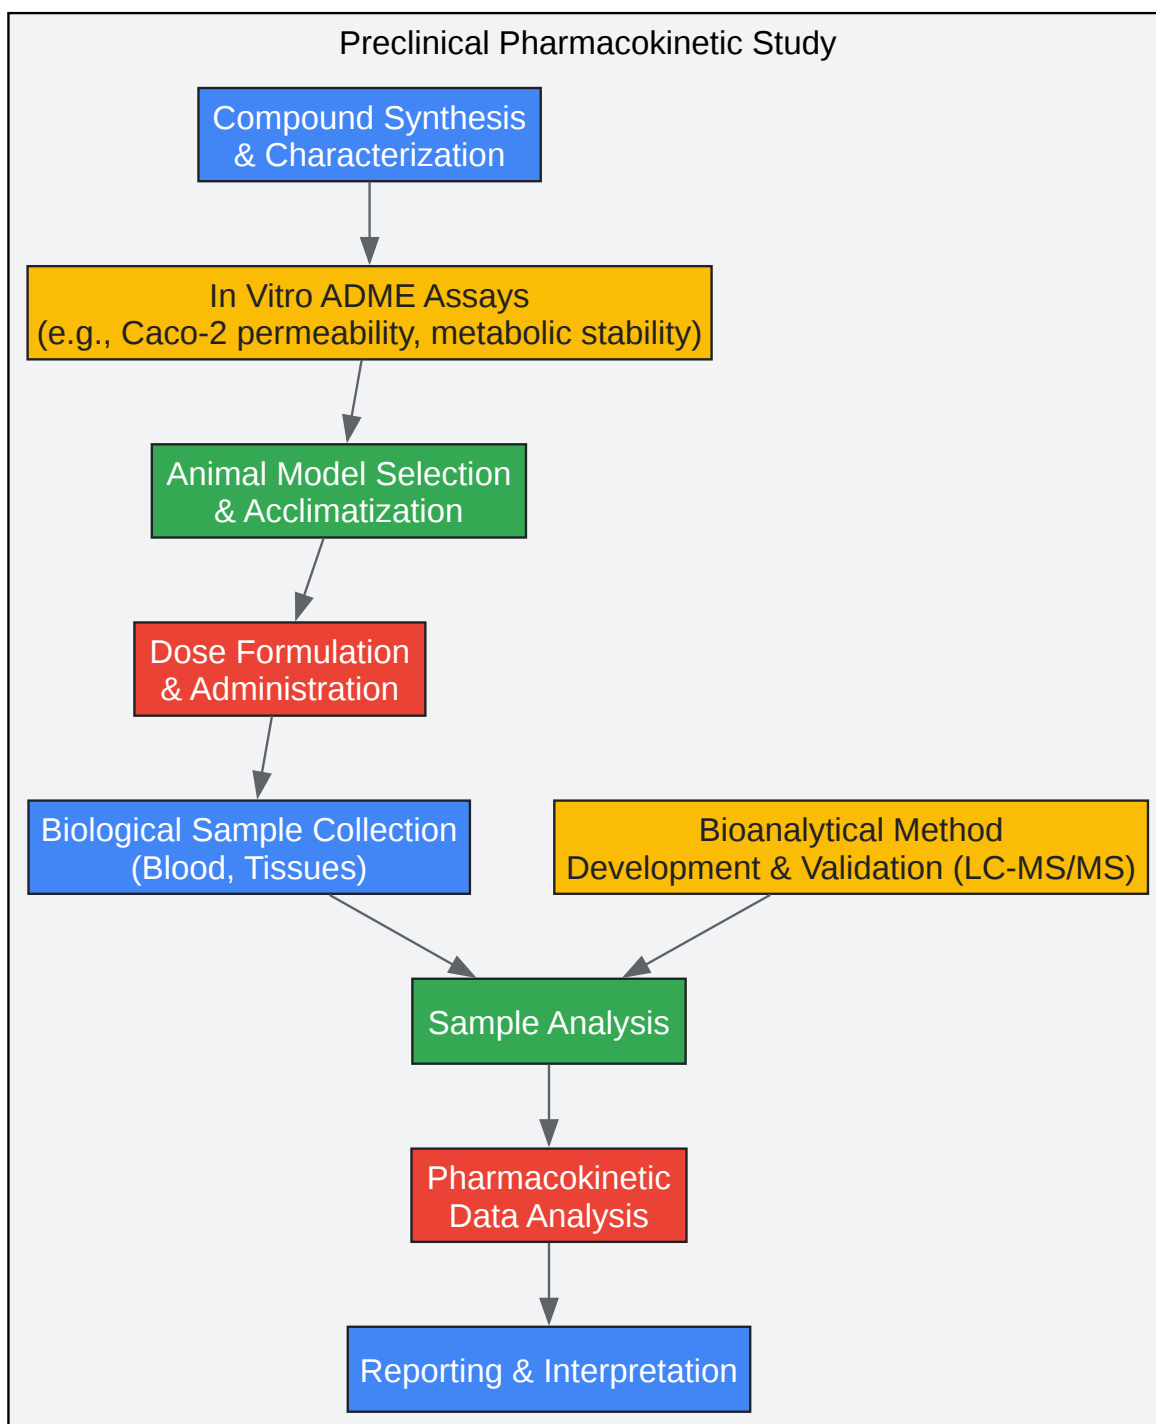 Preclinical Pharmacokinetic Study
Compound Synthesis
& Characterization
In Vitro ADME Assays
(e.g., Caco-2 permeability, metabolic stability)
Animal Model Selection
& Acclimatization
Dose Formulation
& Administration
Biological Sample Collection
(Blood, Tissues)
Bioanalytical Method
Development & Validation (LC-MS/MS)
Sample Analysis
Pharmacokinetic
Data Analysis
Reporting & Interpretation